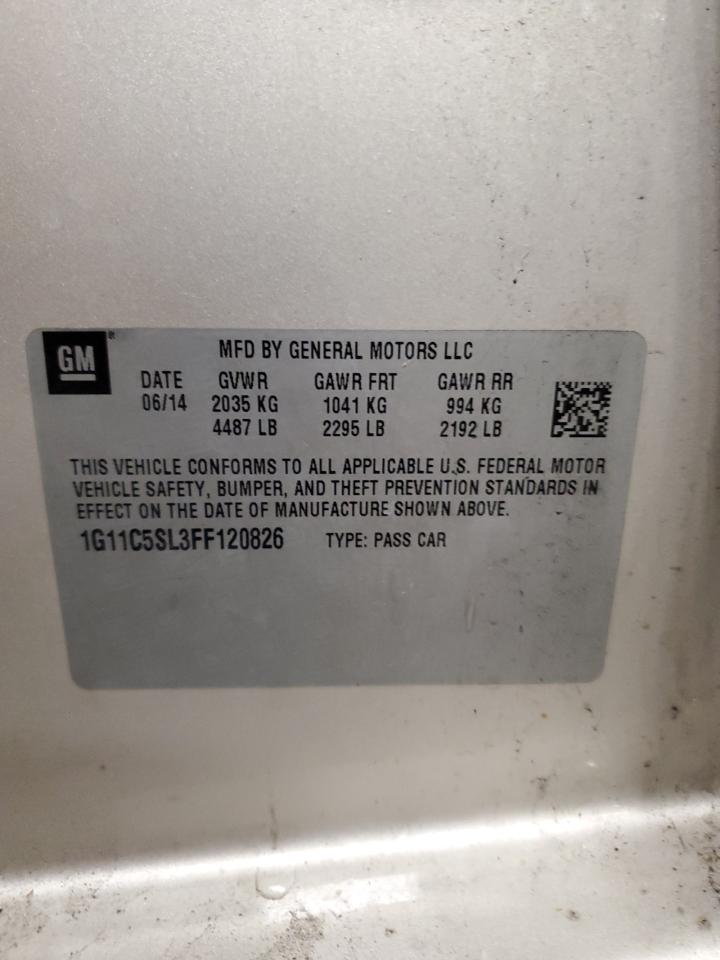 GM
MFD BY GENERAL MOTORS LLC
DATE GVWR GAWR FRT GAWR RR
06/14 2035 KG 1041 KG 994 KG
4487 LB 2295 LB 2192 LB
THIS VEHICLE CONFORMS TO ALL APPLICABLE U.S. FEDERAL MOTOR
VEHICLE SAFETY, BUMPER, AND THEFT PREVENTION STANDARDS IN
EFFECT ON THE DATE OF MANUFACTURE SHOWN ABOVE.
1G11C5SL3FF120826 TYPE: PASS CAR